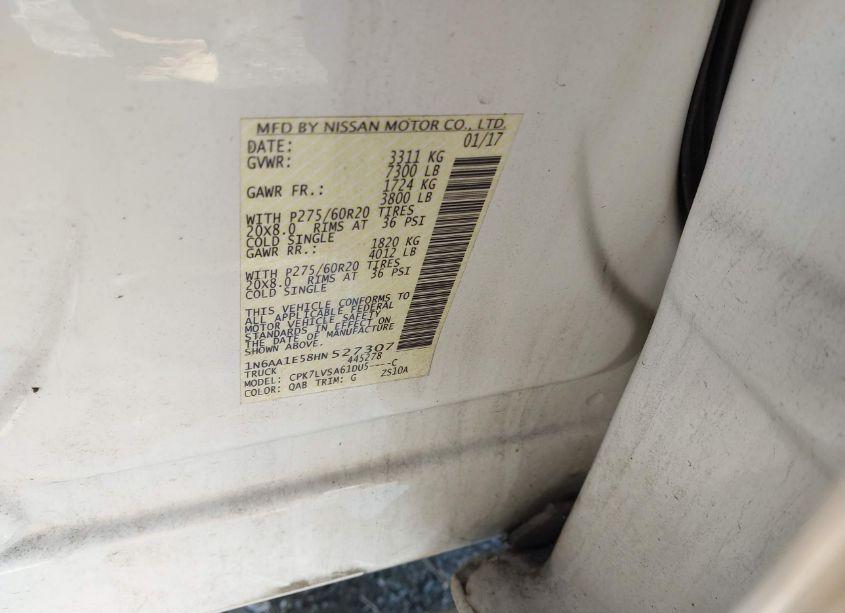 MFD BY NISSAN MOTOR CO., LTD.
DATE: 01/17
GVWR: 3311 KG
7300 LB
GAWR FR.: 1724 KG
3800 LB
WITH P275/60R20 TIRES
20X8.0 RIMS AT 36 PSI
COLD SINGLE
GAWR RR.: 1820 KG
4012 LB
WITH P275/60R20 TIRES
20X8.0 RIMS AT 36 PSI
COLD SINGLE
THIS VEHICLE CONFORMS TO
ALL APPLICABLE FEDERAL
MOTOR VEHICLE SAFETY
STANDARDS IN EFFECT ON
THE DATE OF MANUFACTURE
SHOWN ABOVE.
1N6AA1E58HN527307
TRUCK 445278
MODEL: CPK7LVSA61DU5----C
COLOR: QAB TRIM: G ZS10A